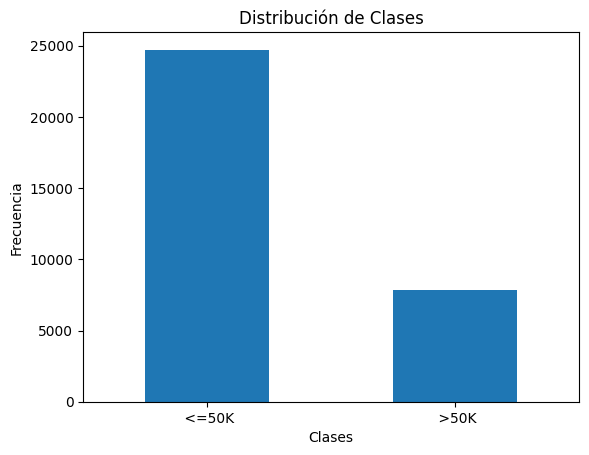 Distribución de Clases
Frecuencia
25000
20000
15000
10000
5000
0
<=50K
>50K
Clases